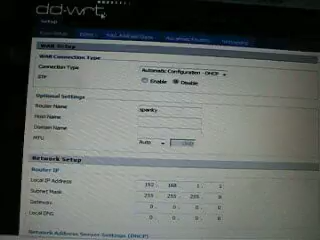 dd-wrt
Setup
Networking
WAN Setup
WAN Connection Type
Connection Type Automatic Configuration - DHCP
STP Enable Disable
Optional Settings
Router Name spanky
Host Name
Domain Name
MTU Auto
Network Setup
Router IP
Local IP Address 192 . 168 . 1 . 1
Subnet Mask 255 . 255 . 255 . 0
Gateway 0 . 0 . 0 . 0
Local DNS 0 . 0 . 0 . 0
Network Address Server Settings (DHCP)